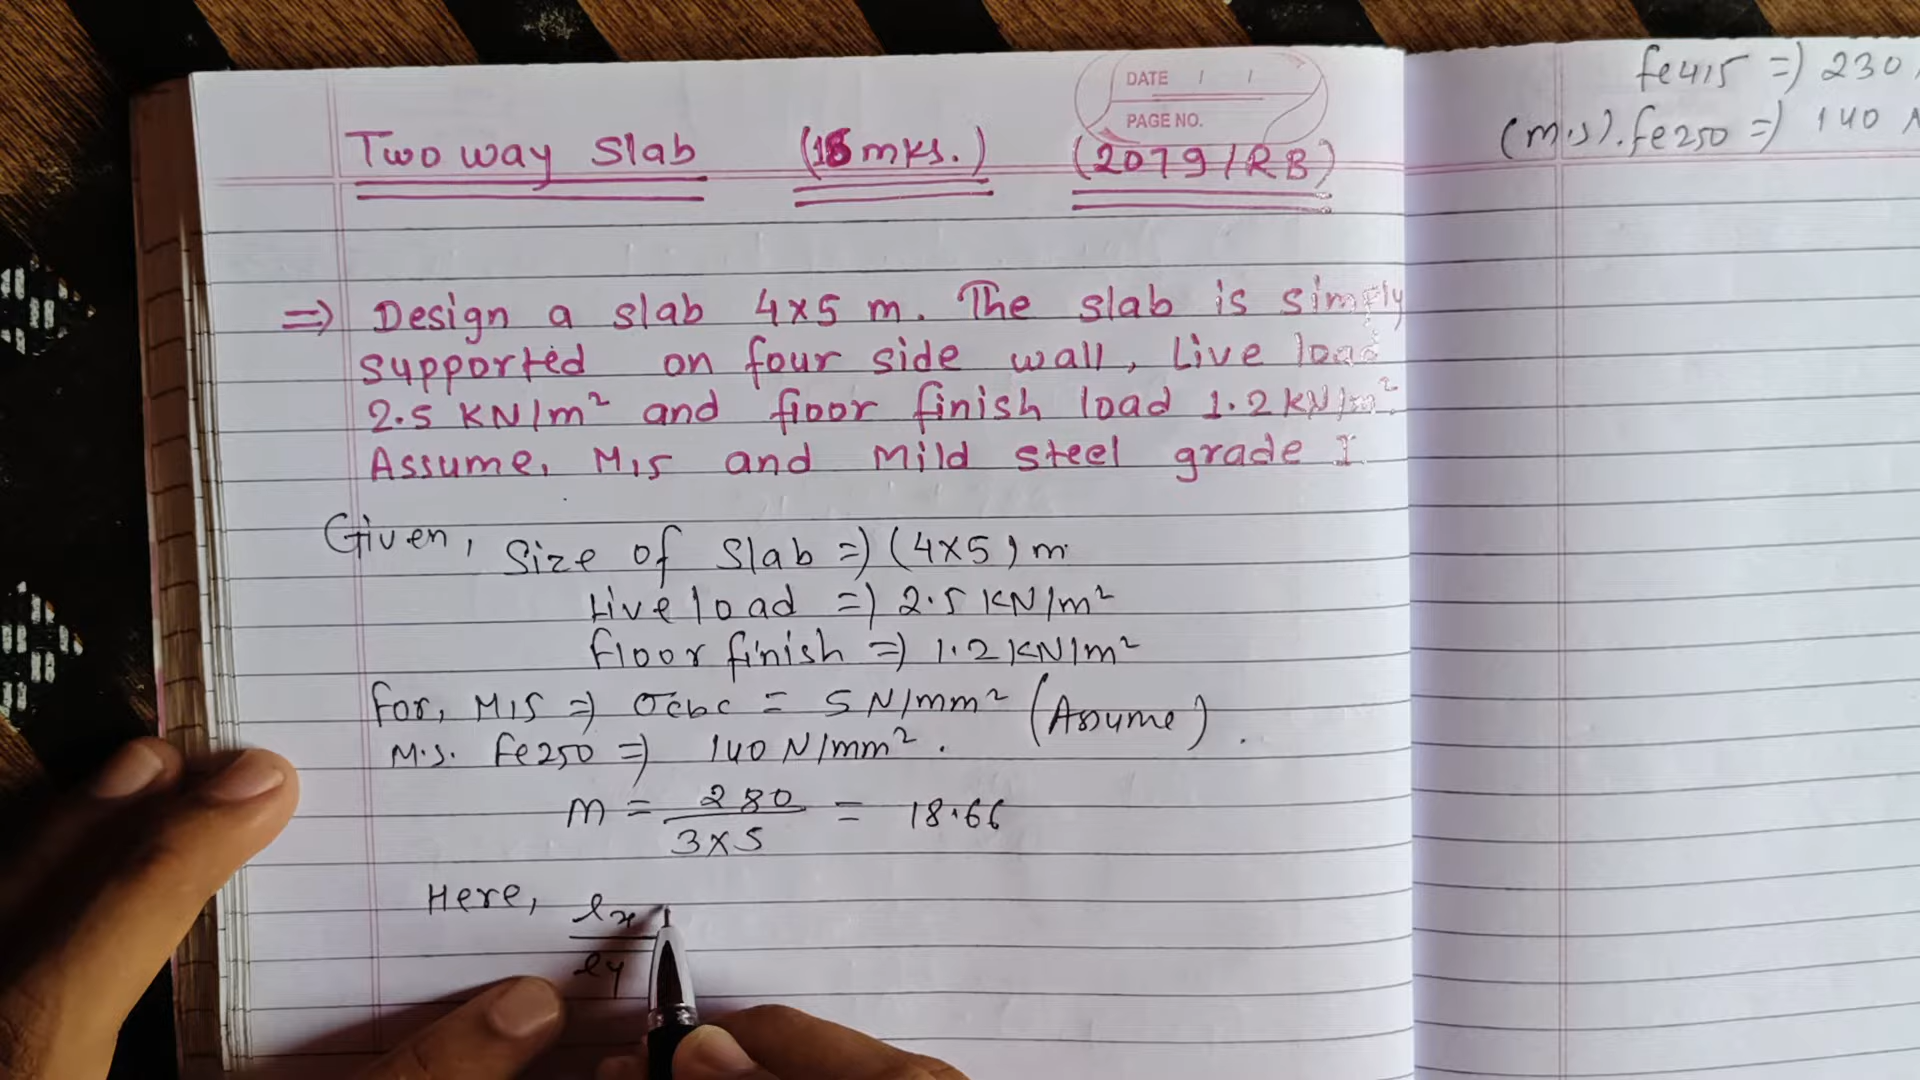 DATE / /
PAGE NO.
Two way Slab (15 mks.) (2079/RB)
=> Design a slab 4x5 m. The slab is simply
supported on four side wall, Live load
2.5 KN/m² and floor finish load 1.2 KN/m².
Assume, M15 and Mild steel grade I
Given, Size of Slab => (4x5) m
Live load => 2.5 KN/m²
floor finish => 1.2 KN/m²
for, M15 => σcbc = 5 N/mm² (Assume).
M.S. fe250 => 140 N/mm².
m = 280 / 3x5 = 18.66
Here, lx / ly
fe415 => 230
(m.s). fe250 => 140 N